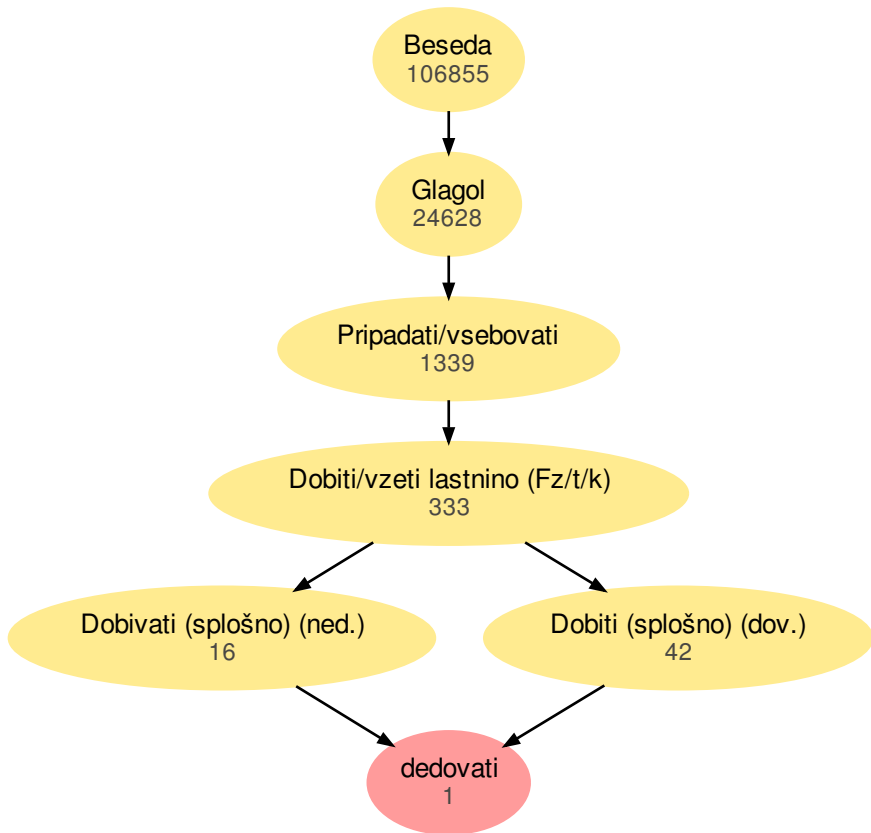 Beseda
106855
Glagol
24628
Pripadati/vsebovati
1339
Dobiti/vzeti lastnino (Fz/t/k)
333
Dobivati (splošno) (ned.)
16
Dobiti (splošno) (dov.)
42
dedovati
1